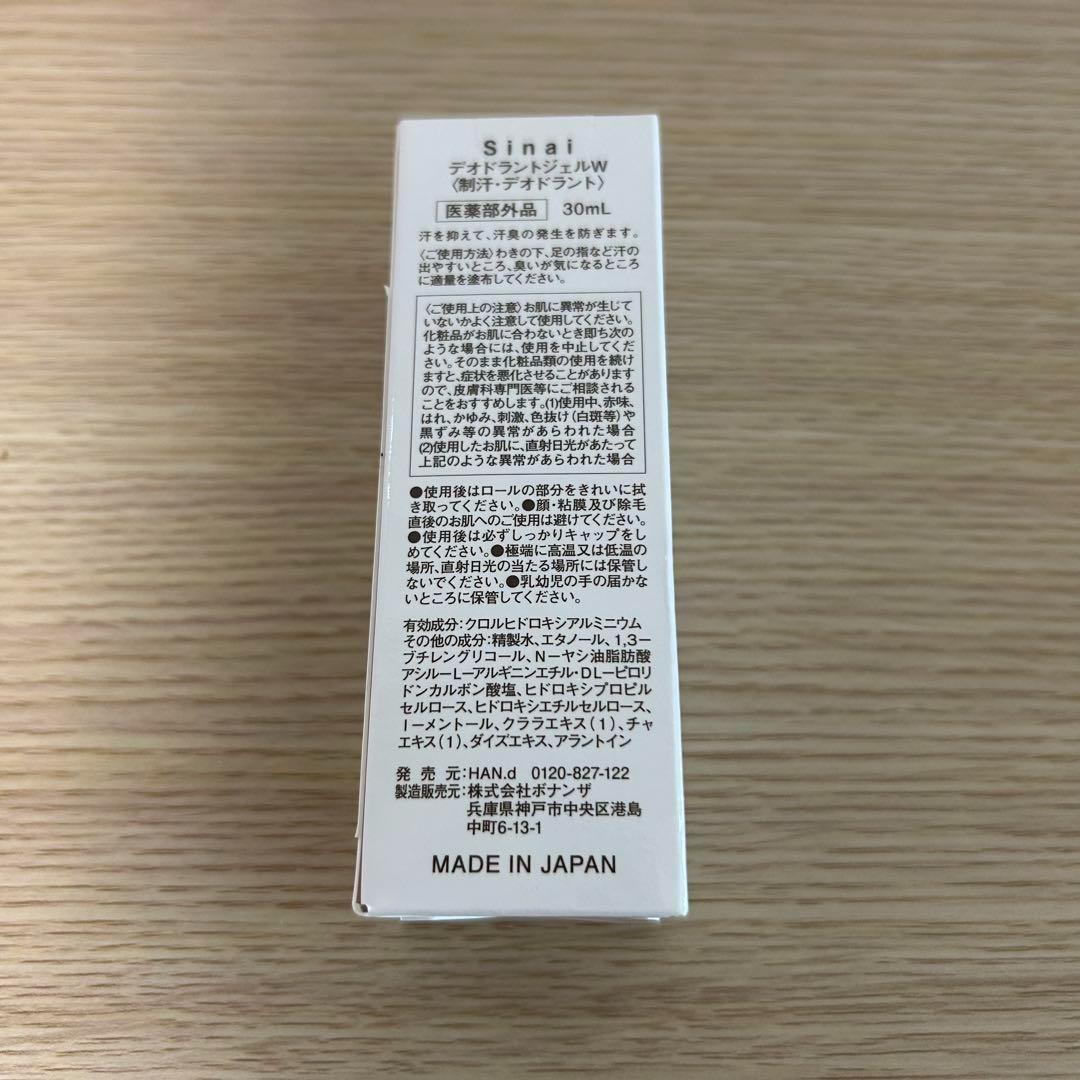 Sinai
デオドラントジェルW
〈制汗・デオドラント〉
医薬部外品 30mL
汗を抑えて、汗臭の発生を防ぎます。
〈ご使用方法〉わきの下、足の指など汗の
出やすいところ、臭いが気になるところ
に適量を塗布してください。
〈ご使用上の注意〉お肌に異常が生じて
いないかよく注意して使用してください。
化粧品がお肌に合わないとき即ち次の
ような場合には、使用を中止してくだ
さい。そのまま化粧品類の使用を続け
ますと、症状を悪化させることがあります
ので、皮膚科専門医等にご相談される
ことをおすすめします。(1)使用中、赤味、
はれ、かゆみ、刺激、色抜け(白斑等)や
黒ずみ等の異常があらわれた場合
(2)使用したお肌に、直射日光があたって
上記のような異常があらわれた場合
●使用後はロールの部分をきれいに拭
き取ってください。●顔・粘膜及び除毛
直後のお肌へのご使用は避けてください。
●使用後は必ずしっかりキャップをし
めてください。●極端に高温又は低温の
場所、直射日光の当たる場所には保管し
ないでください。●乳幼児の手の届かな
いところに保管してください。
有効成分:クロルヒドロキシアルミニウム
その他の成分:精製水、エタノール、1,3ー
ブチレングリコール、Nーヤシ油脂肪酸
アシルーLーアルギニンエチル・DLーピロリ
ドンカルボン酸塩、ヒドロキシプロピル
セルロース、ヒドロキシエチルセルロース、
lーメントール、クララエキス(1)、チャ
エキス(1)、ダイズエキス、アラントイン
発売元:HAN.d 0120-827-122
製造販売元:株式会社ボナンザ
兵庫県神戸市中央区港島
中町6-13-1
MADE IN JAPAN